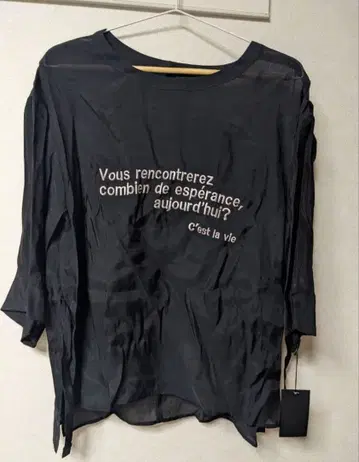 Vous rencontrerez
combien de espérance,
aujourd'hui?
C'est la vie